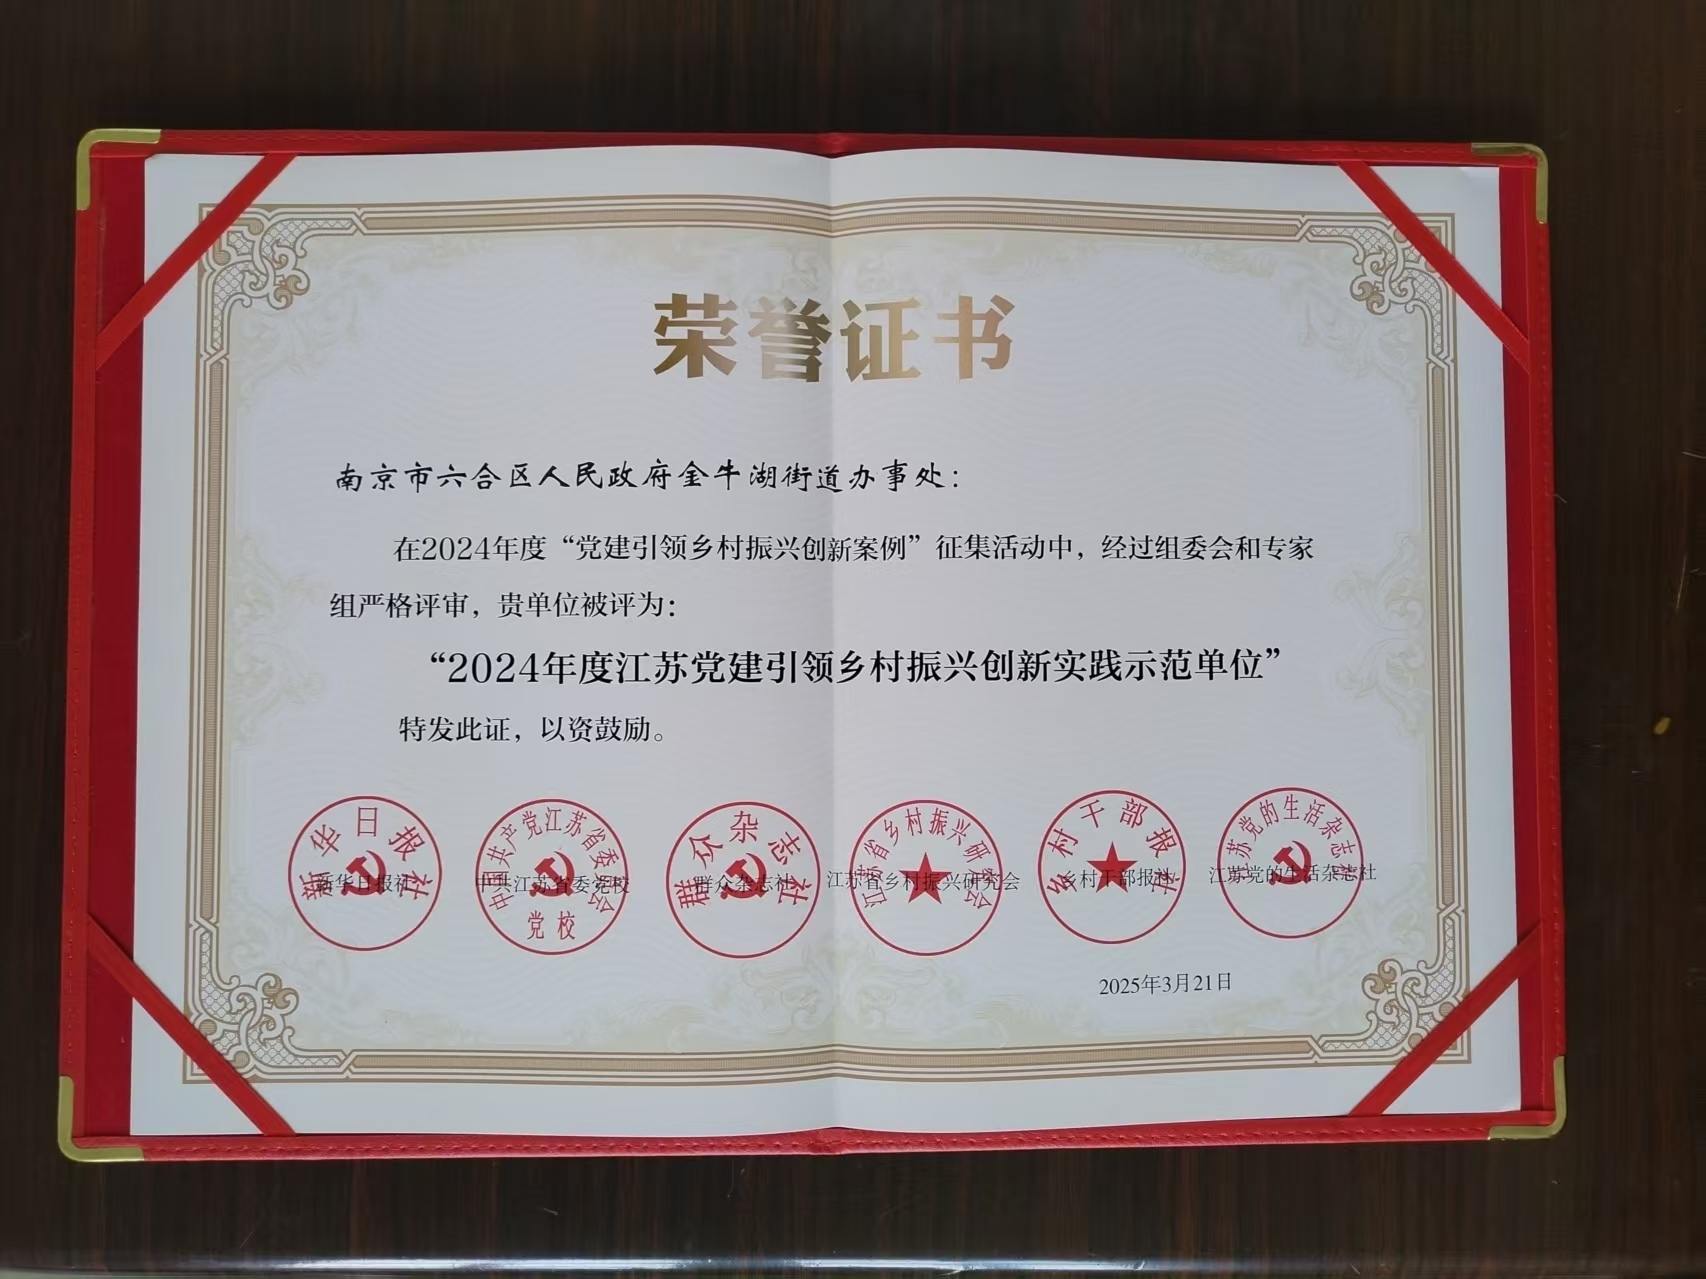 荣誉证书
南京市六合区人民政府金牛湖街道办事处：
在2024年度“党建引领乡村振兴创新案例”征集活动中，经过组委会和专家
组严格评审，贵单位被评为：
“2024年度江苏党建引领乡村振兴创新实践示范单位”
特发此证，以资鼓励。
新华日报社
新华日报社
中国共产党江苏省委员会
党校
中共江苏省委党校
群众杂志社
群众杂志社
江苏省乡村振兴研究会
江苏省乡村振兴研究会
乡村干部报社
乡村干部报社
江苏党的生活杂志社
江苏党的生活杂志社
2025年3月21日